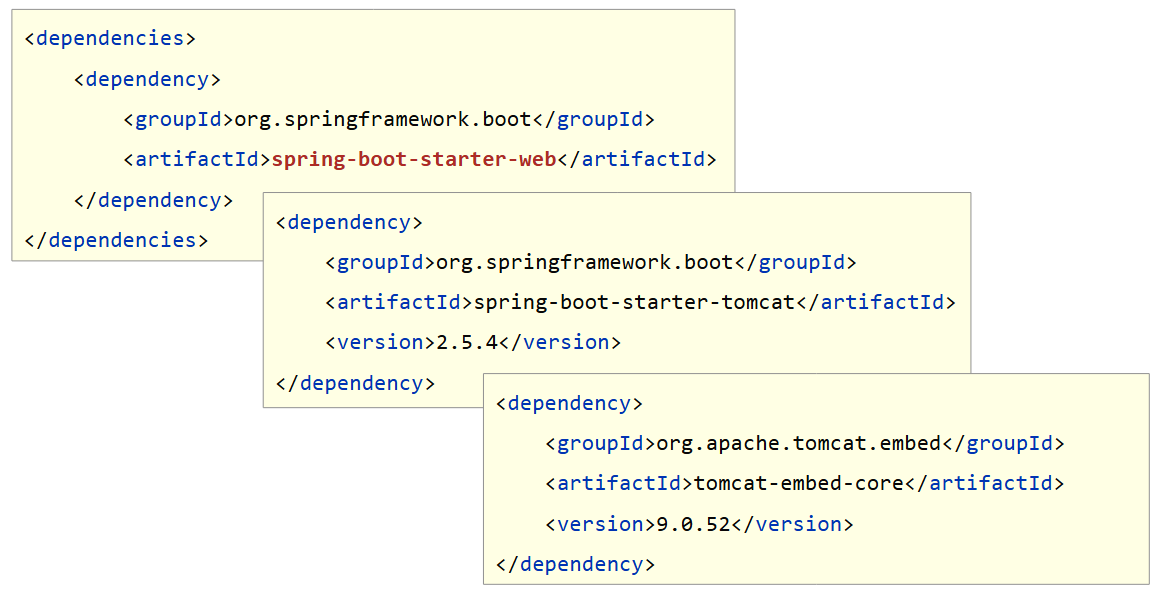 <dependencies>
<dependency>
<groupId>org.springframework.boot</groupId>
<artifactId>spring-boot-starter-web</artifactId>
</dependency>
</dependencies>
<dependency>
<groupId>org.springframework.boot</groupId>
<artifactId>spring-boot-starter-tomcat</artifactId>
<version>2.5.4</version>
</dependency>
<dependency>
<groupId>org.apache.tomcat.embed</groupId>
<artifactId>tomcat-embed-core</artifactId>
<version>9.0.52</version>
</dependency>